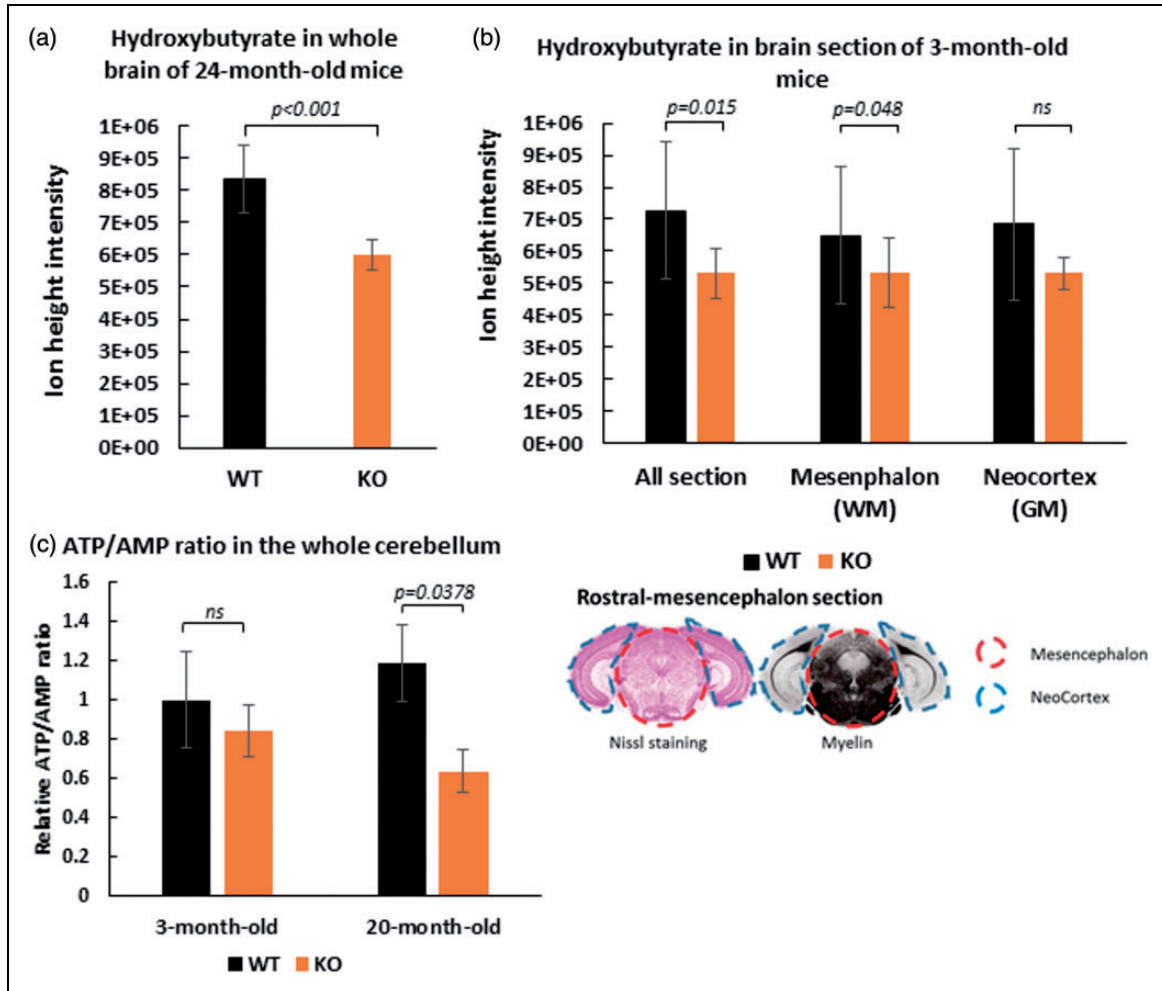 (a)
Hydroxybutyrate in whole
brain of 24-month-old mice
p<0.001
Ion height intensity
1E+06
9E+05
8E+05
7E+05
6E+05
5E+05
4E+05
3E+05
2E+05
1E+05
0E+00
WT
KO
(b)
Hydroxybutyrate in brain section of 3-month-old
mice
p=0.015
p=0.048
ns
Ion height intensity
1E+06
9E+05
8E+05
7E+05
6E+05
5E+05
4E+05
3E+05
2E+05
1E+05
0E+00
All section
Mesenphalon
(WM)
Neocortex
(GM)
WT
KO
Rostral-mesencephalon section
Nissl staining
Myelin
Mesencephalon
NeoCortex
(c)
ATP/AMP ratio in the whole cerebellum
ns
p=0.0378
Relative ATP/AMP ratio
1.6
1.4
1.2
1
0.8
0.6
0.4
0.2
0
3-month-old
20-month-old
WT
KO